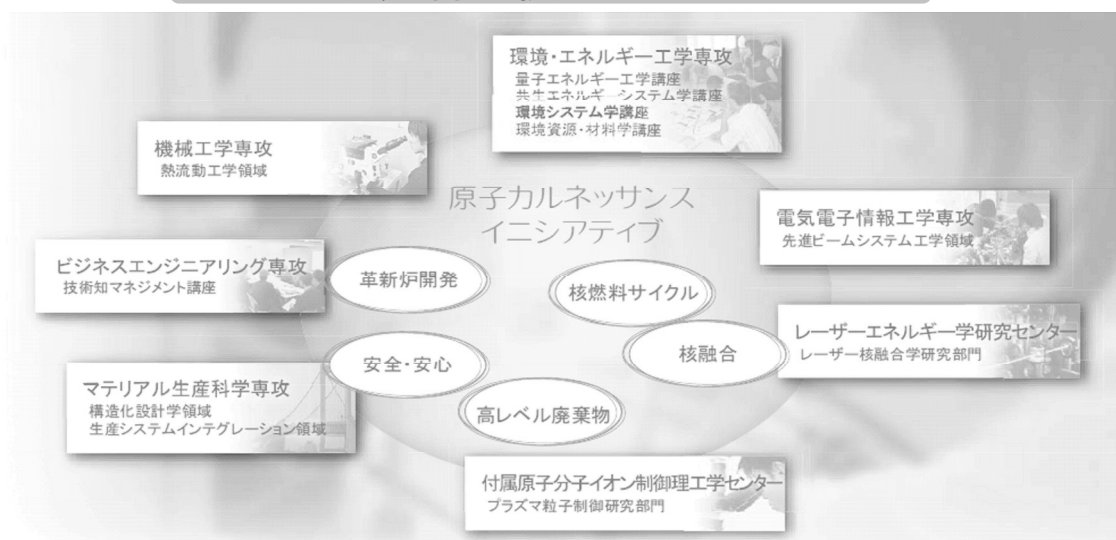 環境・エネルギー工学専攻
量子エネルギー工学講座
共生エネルギーシステム学講座
環境システム学講座
環境資源・材料学講座
機械工学専攻
熱流動工学領域
原子力ルネッサンス
イニシアティブ
電気電子情報工学専攻
先進ビームシステム工学領域
ビジネスエンジニアリング専攻
技術知マネジメント講座
革新炉開発
核燃料サイクル
レーザーエネルギー学研究センター
レーザー核融合学研究部門
核融合
安全・安心
マテリアル生産科学専攻
構造化設計学領域
生産システムインテグレーション領域
高レベル廃棄物
付属原子分子イオン制御理工学センター
プラズマ粒子制御研究部門